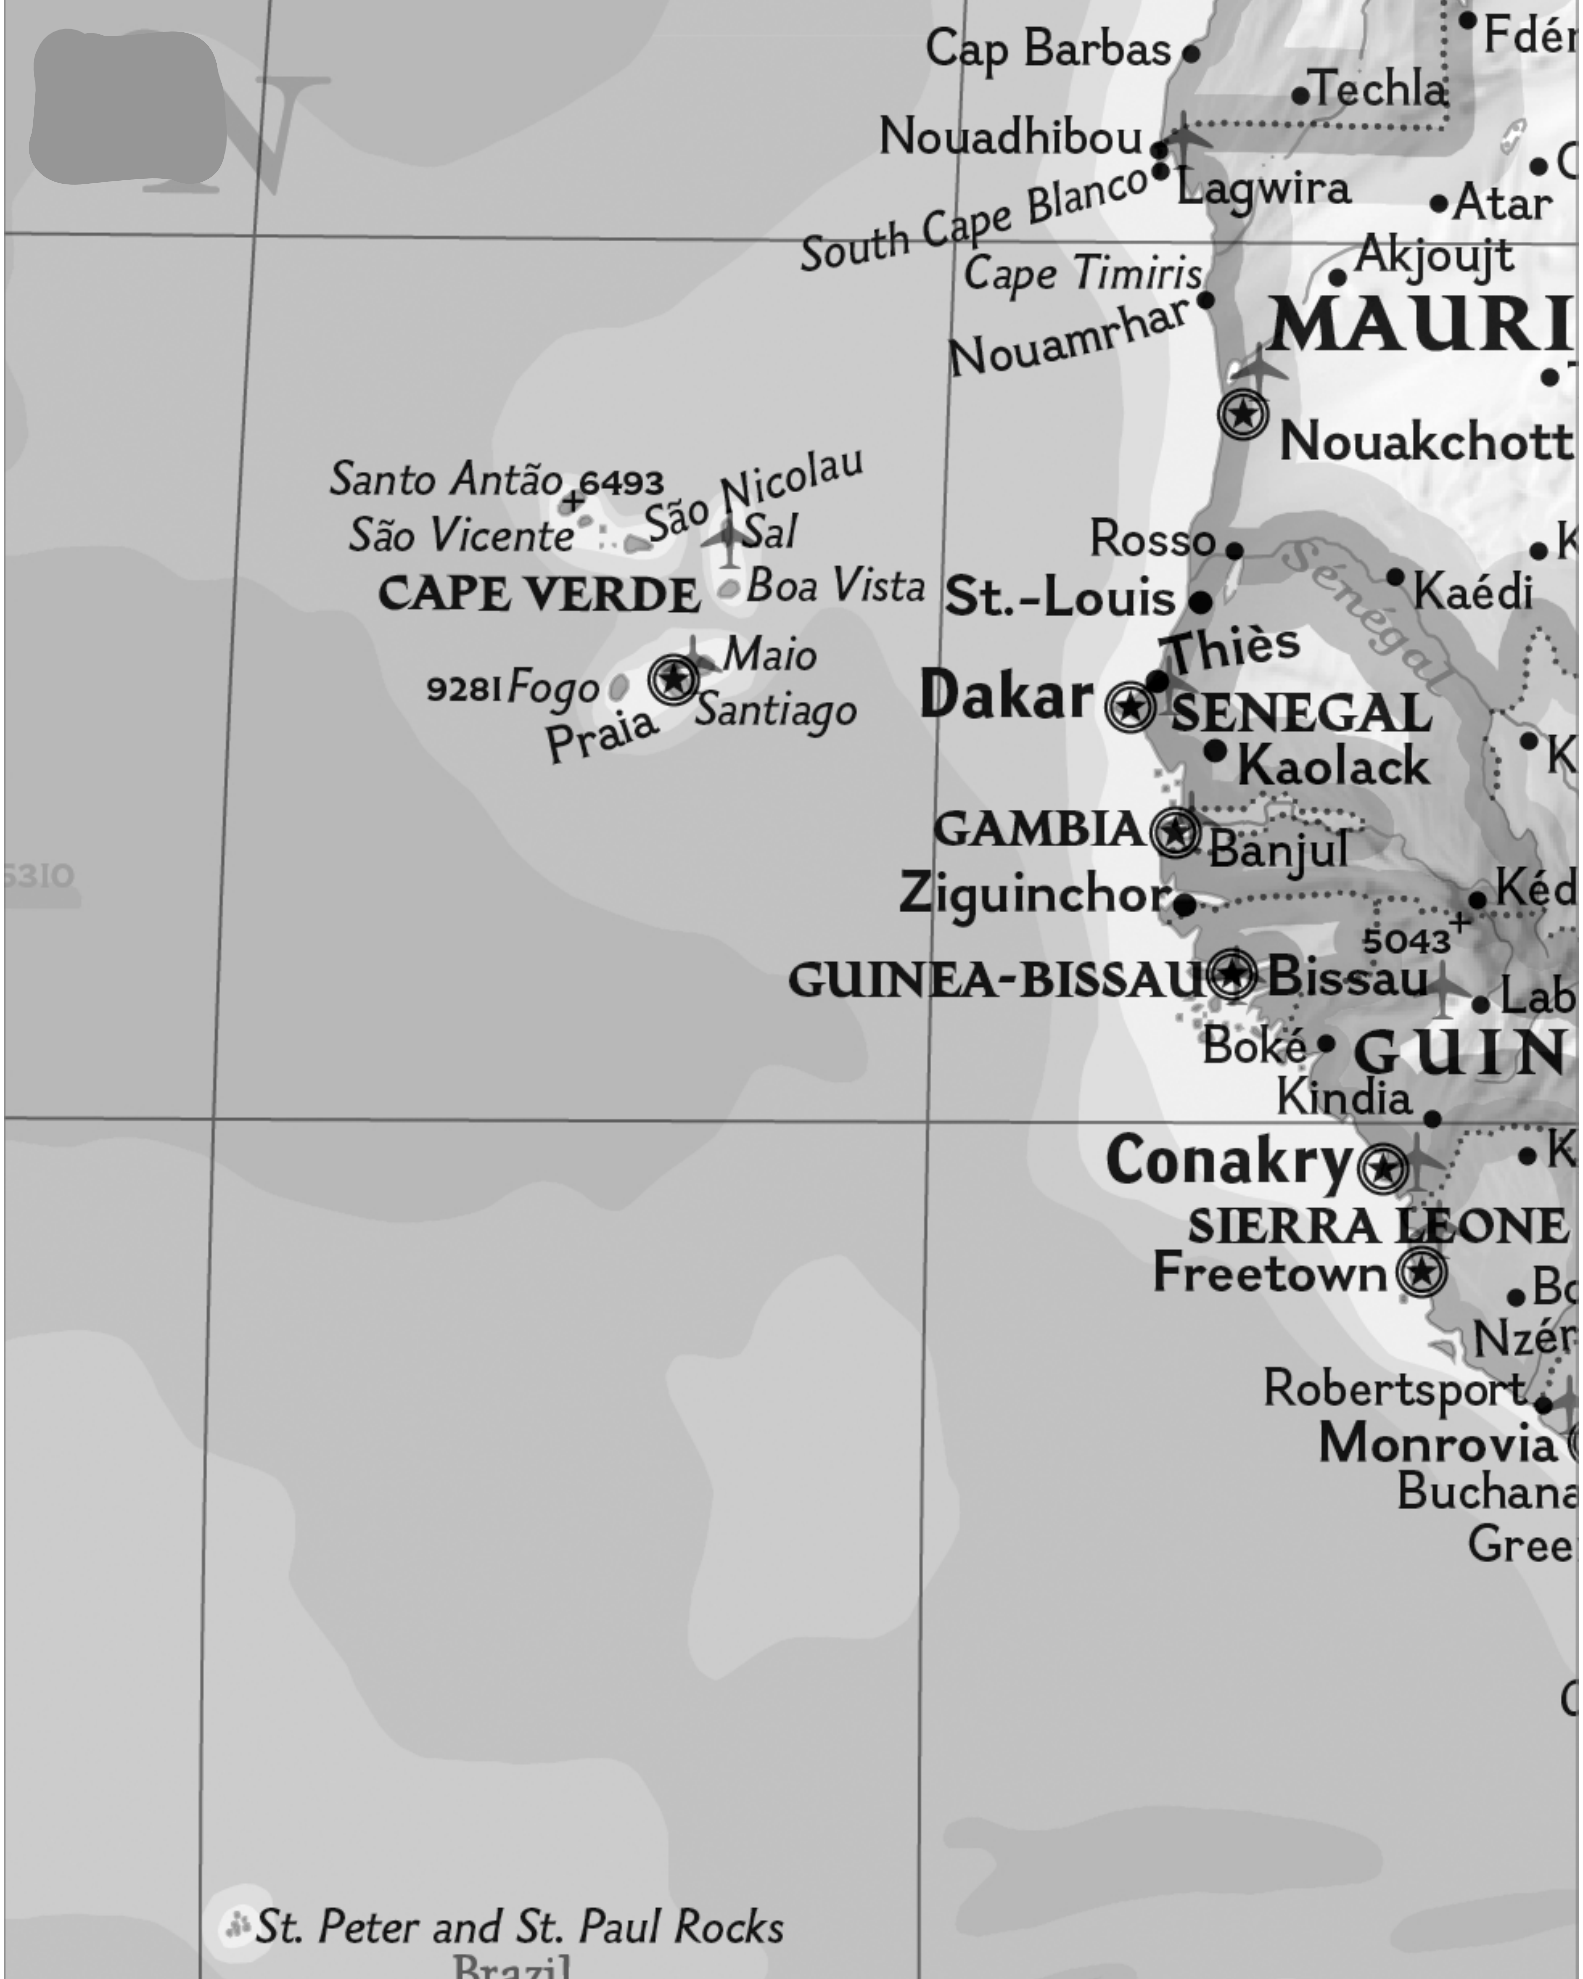 N
Cap Barbas
Techla
Nouadhibou
Lagwira
South Cape Blanco
Atar
Cape Timiris
Akjoujt
Nouamrhar
Nouakchott
Santo Antão
6493
São Nicolau
São Vicente
Sal
CAPE VERDE
Boa Vista
Rosso
St.-Louis
Sénégal
Kaédi
Maio
9281
Fogo
Praia
Santiago
Thiès
Dakar
SENEGAL
Kaolack
GAMBIA
Banjul
Ziguinchor
5043
GUINEA-BISSAU
Bissau
Boké
Kindia
Conakry
SIERRA LEONE
Freetown
Robertsport
Monrovia
St. Peter and St. Paul Rocks
Brazil